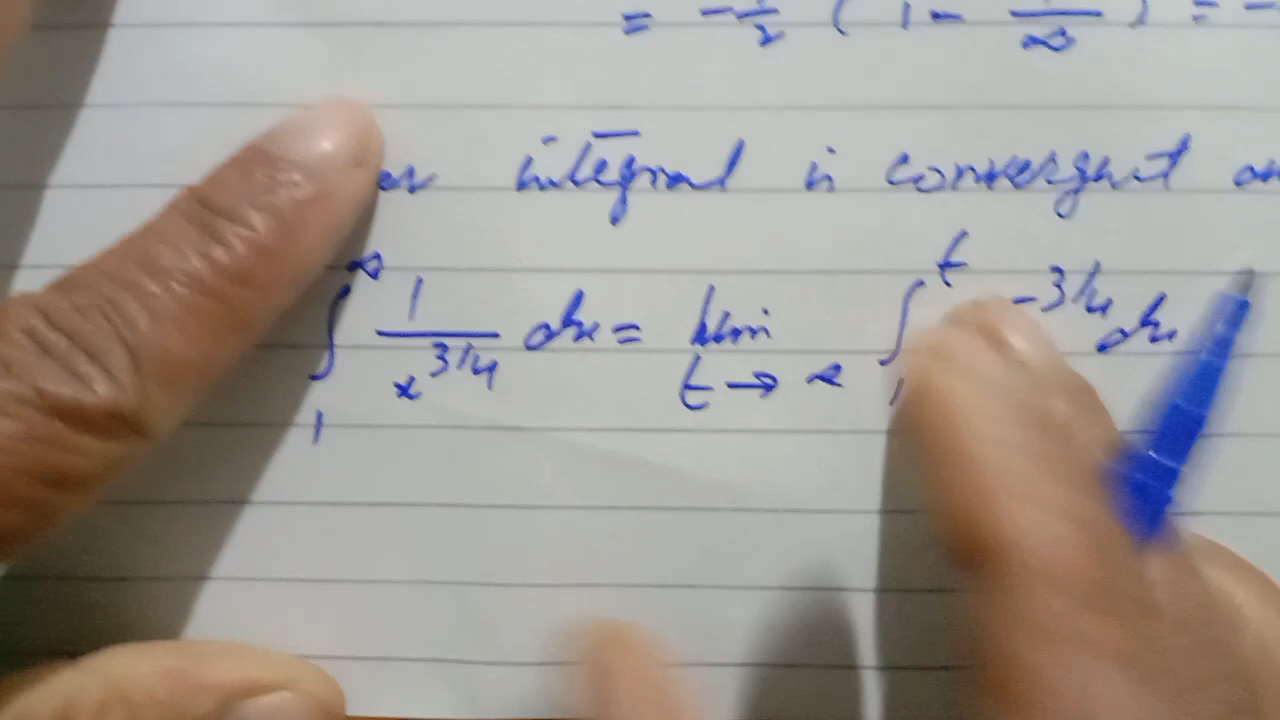 = -1/2 ( 1 - 1/∞ ) = -
integral is convergent
∫₁^∞ 1/x^{3/4} dx = lim_{t→∞} ∫₁^t -3/4 dx